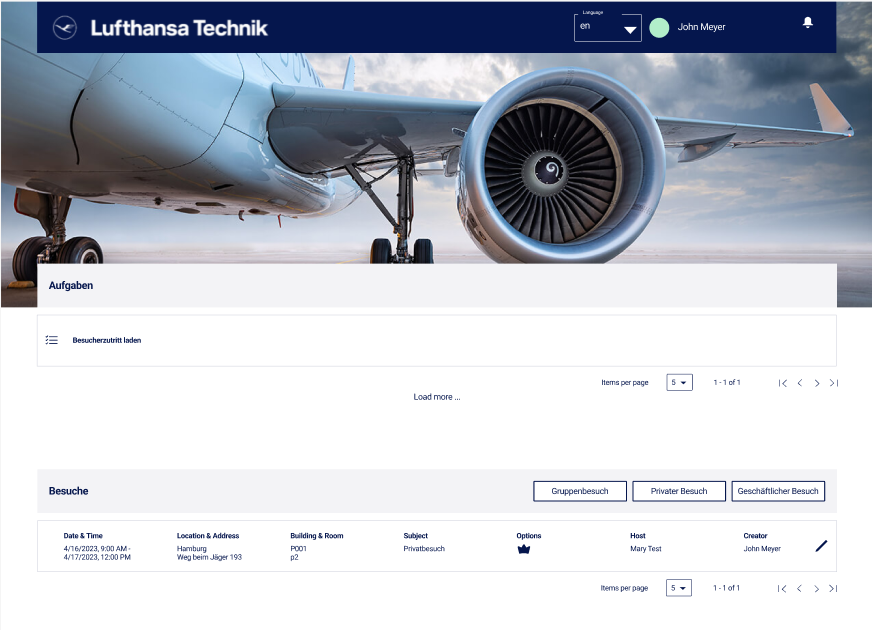 Lufthansa Technik
Language
en
John Meyer
Aufgaben
Besucherzutritt laden
Items per page 5 1 - 1 of 1
Load more ...
Besuche
Gruppenbesuch Privater Besuch Geschäftlicher Besuch
Date & Time Location & Address Building & Room Subject Options Host Creator
4/16/2023, 9:00 AM - Hamburg P001 Privatbesuch Mary Test John Meyer
4/17/2023, 12:00 PM Weg beim Jäger 193 p2
Items per page 5 1 - 1 of 1